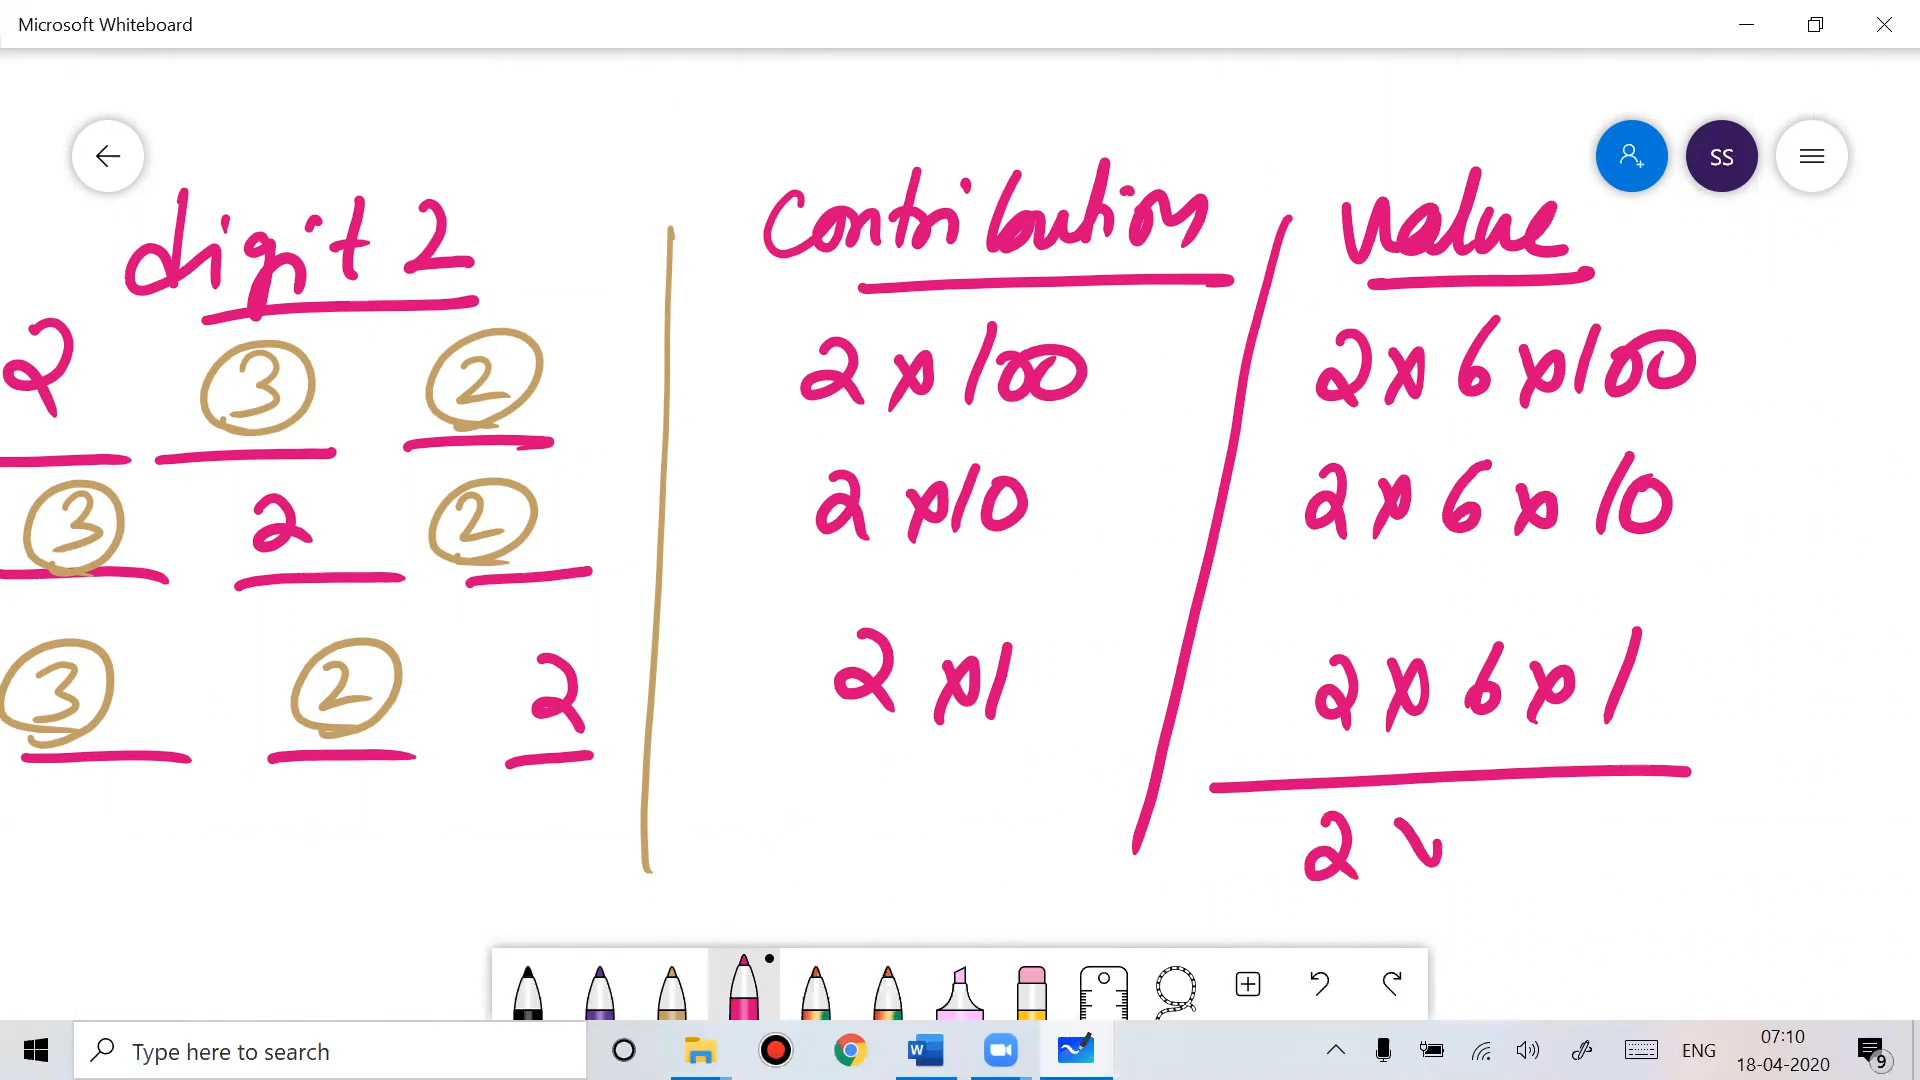 Microsoft Whiteboard
SS
digit 2
contribution
value
2 3 2
2 × 100
2 × 6 × 100
3 2 2
2 × 10
2 × 6 × 10
3 2 2
2 × 1
2 × 6 × 1
2
Type here to search
ENG
07:10
18-04-2020
9